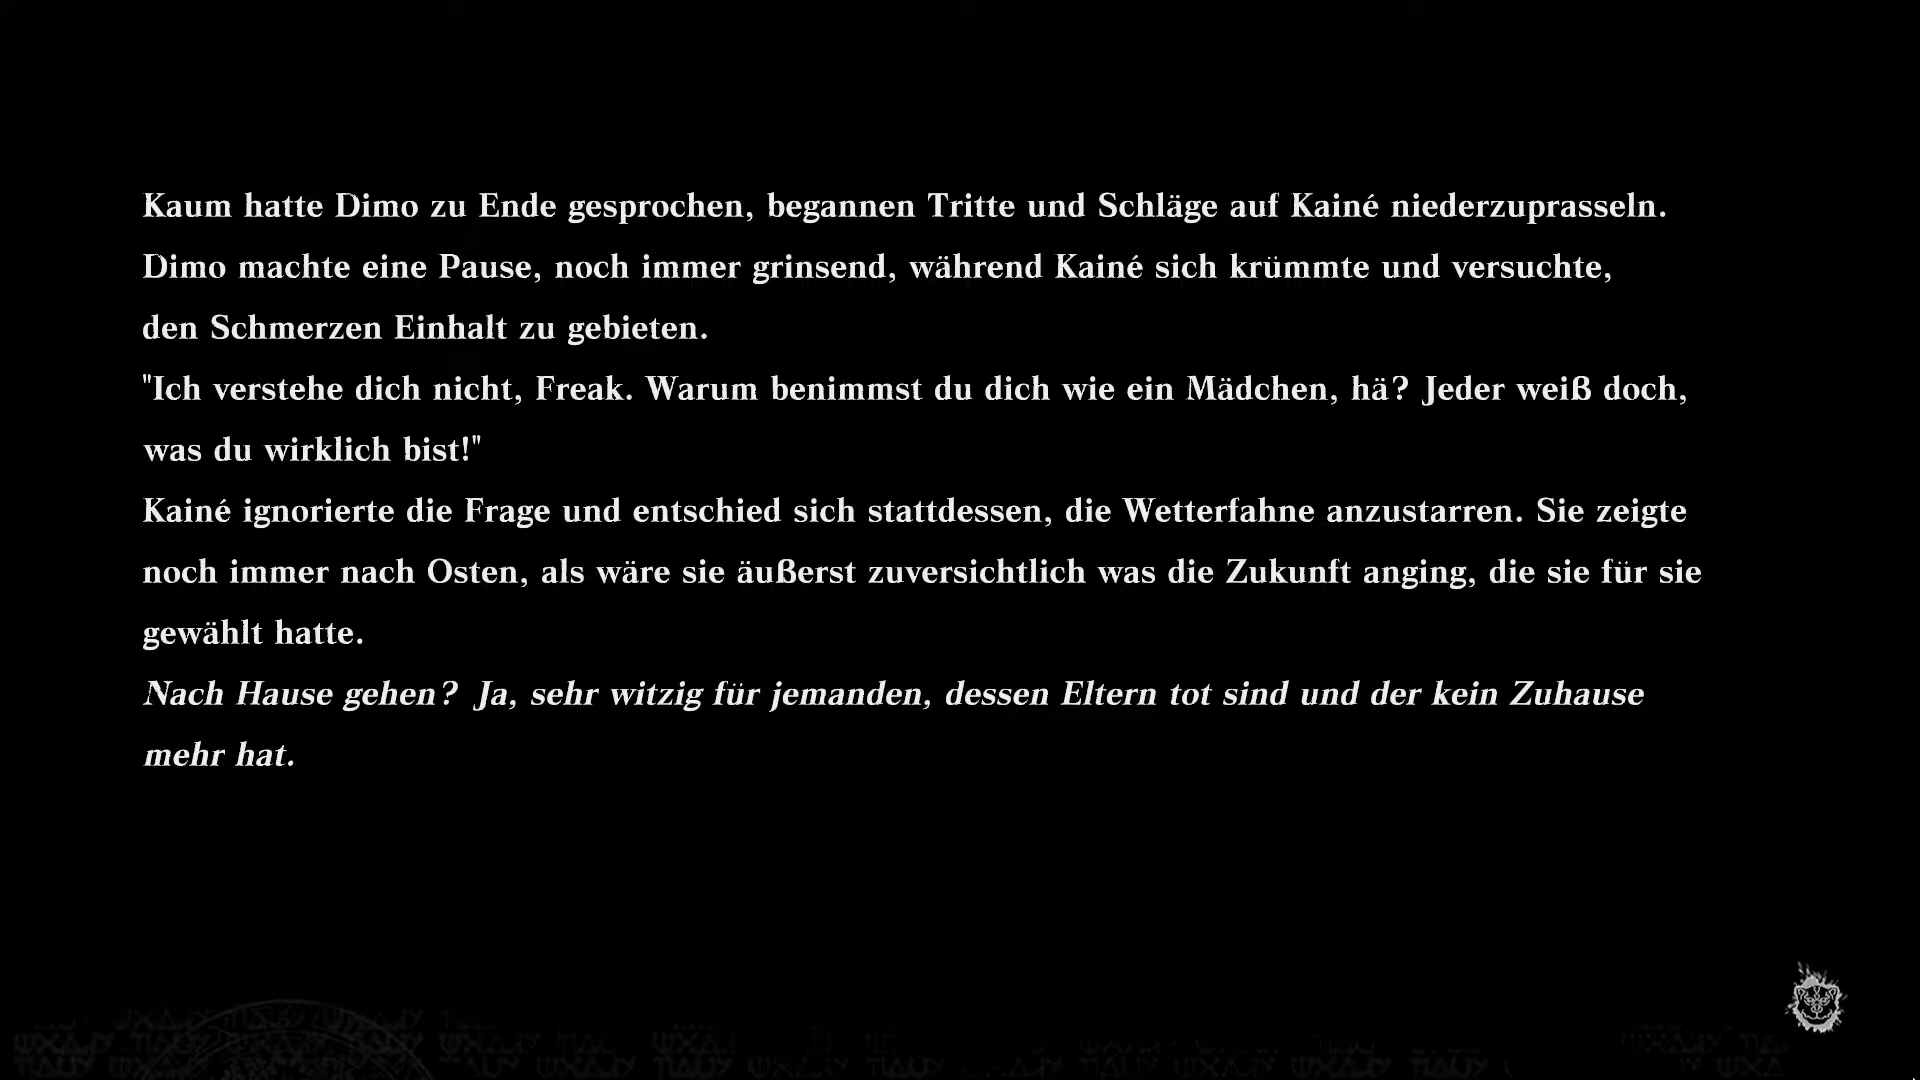 Kaum hatte Dimo zu Ende gesprochen, begannen Tritte und Schläge auf Kainé niederzuprasseln.
Dimo machte eine Pause, noch immer grinsend, während Kainé sich krümmte und versuchte,
den Schmerzen Einhalt zu gebieten.
"Ich verstehe dich nicht, Freak. Warum benimmst du dich wie ein Mädchen, hä? Jeder weiß doch,
was du wirklich bist!"
Kainé ignorierte die Frage und entschied sich stattdessen, die Wetterfahne anzustarren. Sie zeigte
noch immer nach Osten, als wäre sie äußerst zuversichtlich was die Zukunft anging, die sie für sie
gewählt hatte.
Nach Hause gehen? Ja, sehr witzig für jemanden, dessen Eltern tot sind und der kein Zuhause
mehr hat.